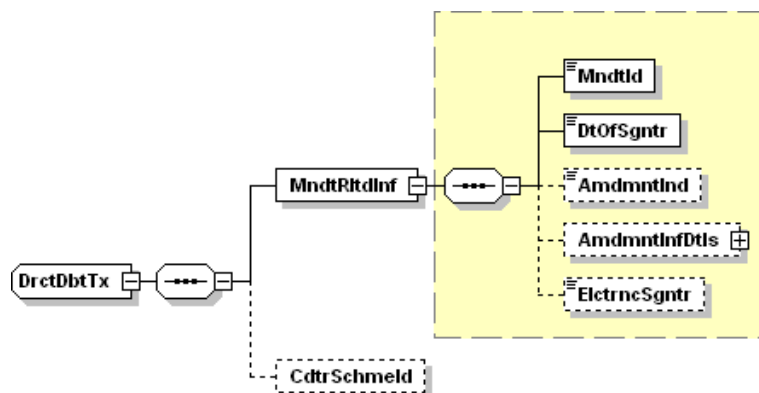 MndtId
DtOfSgntr
MndtRltdInf
AmdmntInd
AmdmntInfDtls
DrctDbtTx
ElctrncSgntr
CdtrSchmeId